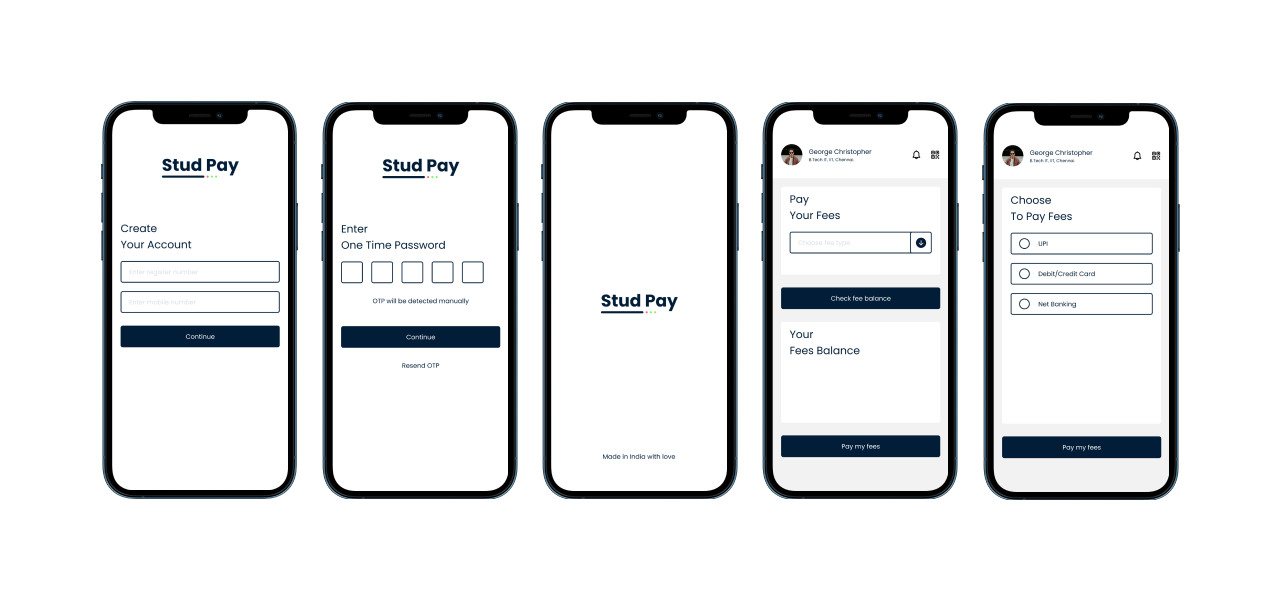 Stud Pay
Create
Your Account
Enter register number
Enter mobile number
Continue
Stud Pay
Enter
One Time Password
OTP will be detected manually
Continue
Resend OTP
Stud Pay
Made in India with love
George Christopher
B.Tech IT, IIT, Chennai.
Pay
Your Fees
Choose fee type
Check fee balance
Your
Fees Balance
Pay my fees
George Christopher
B.Tech IT, IIT, Chennai.
Choose
To Pay Fees
UPI
Debit/Credit Card
Net Banking
Pay my fees